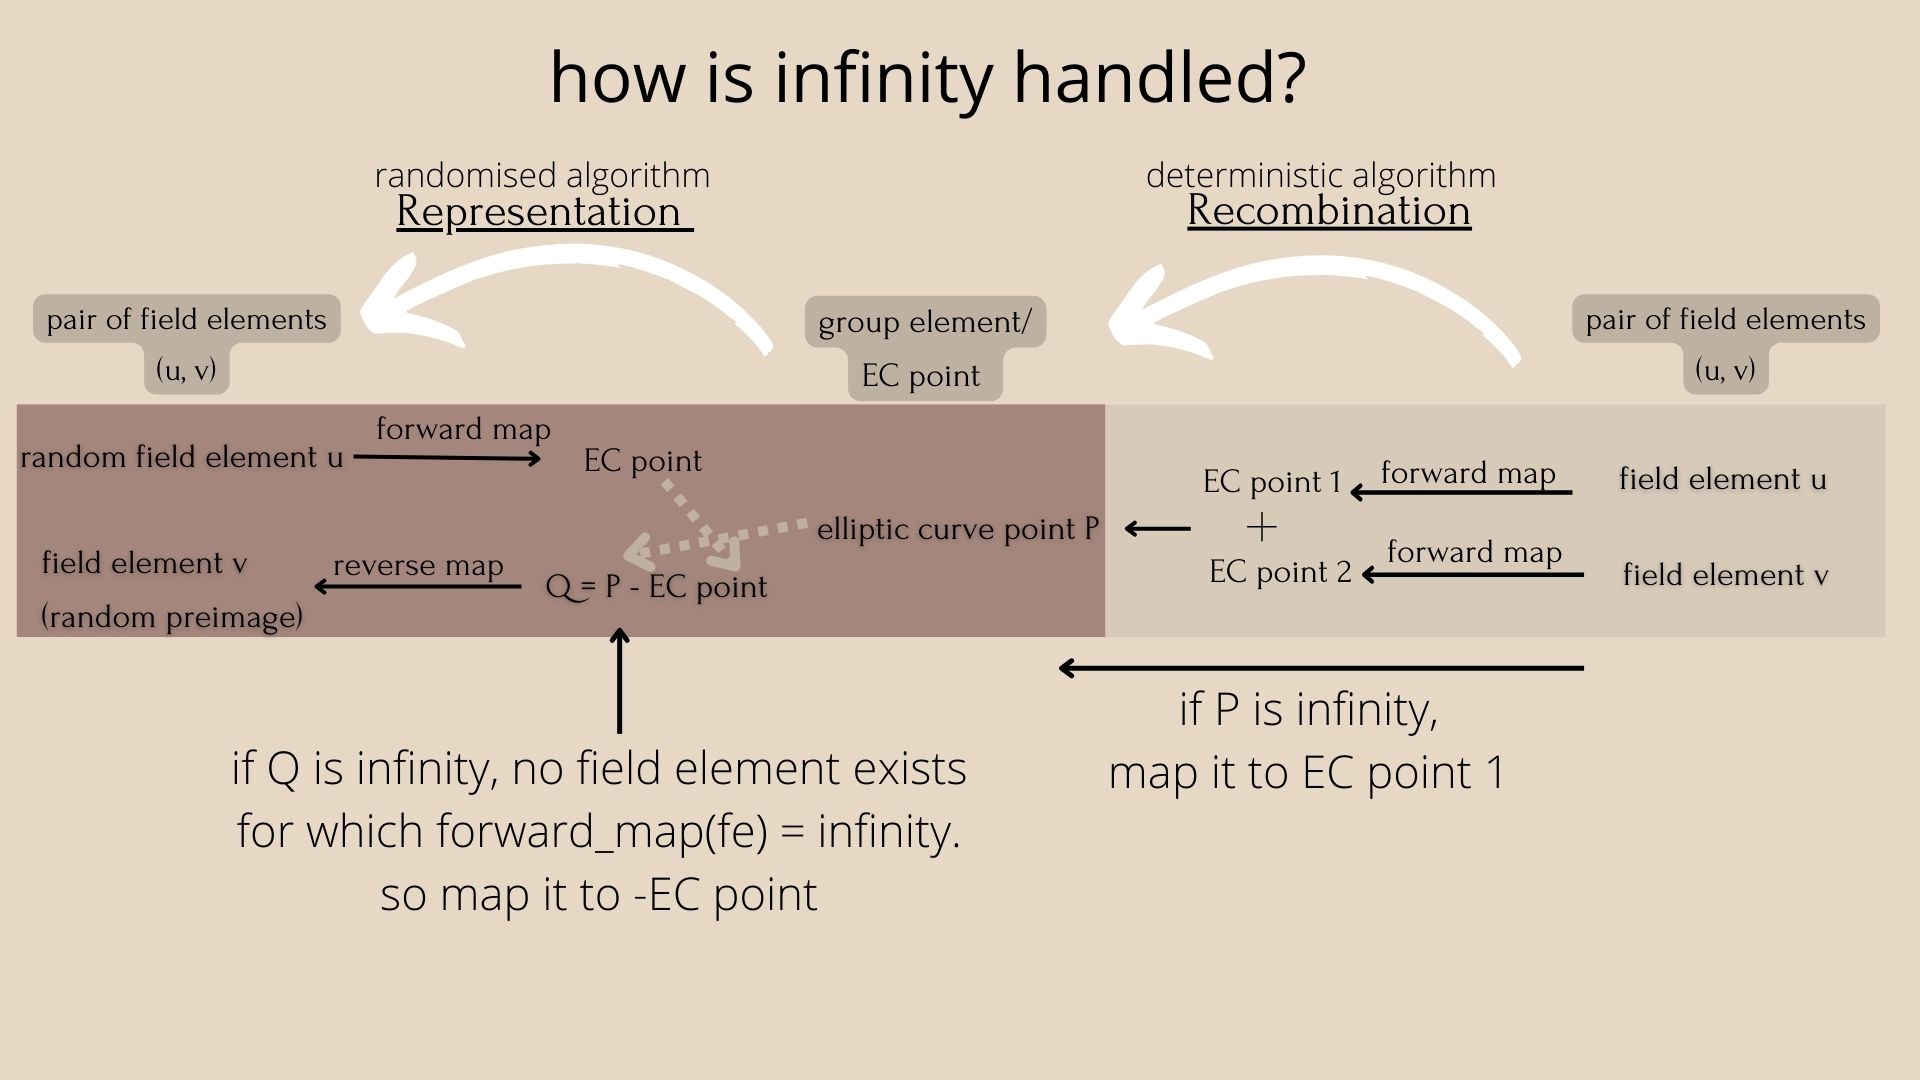 how is infinity handled?
randomised algorithm
Representation
deterministic algorithm
Recombination
pair of field elements
(u, v)
group element/
EC point
pair of field elements
(u, v)
random field element u
forward map
EC point
elliptic curve point P
field element v
(random preimage)
reverse map
Q = P - EC point
EC point 1
forward map
field element u
+
EC point 2
forward map
field element v
if Q is infinity, no field element exists
for which forward_map(fe) = infinity.
so map it to -EC point
if P is infinity,
map it to EC point 1